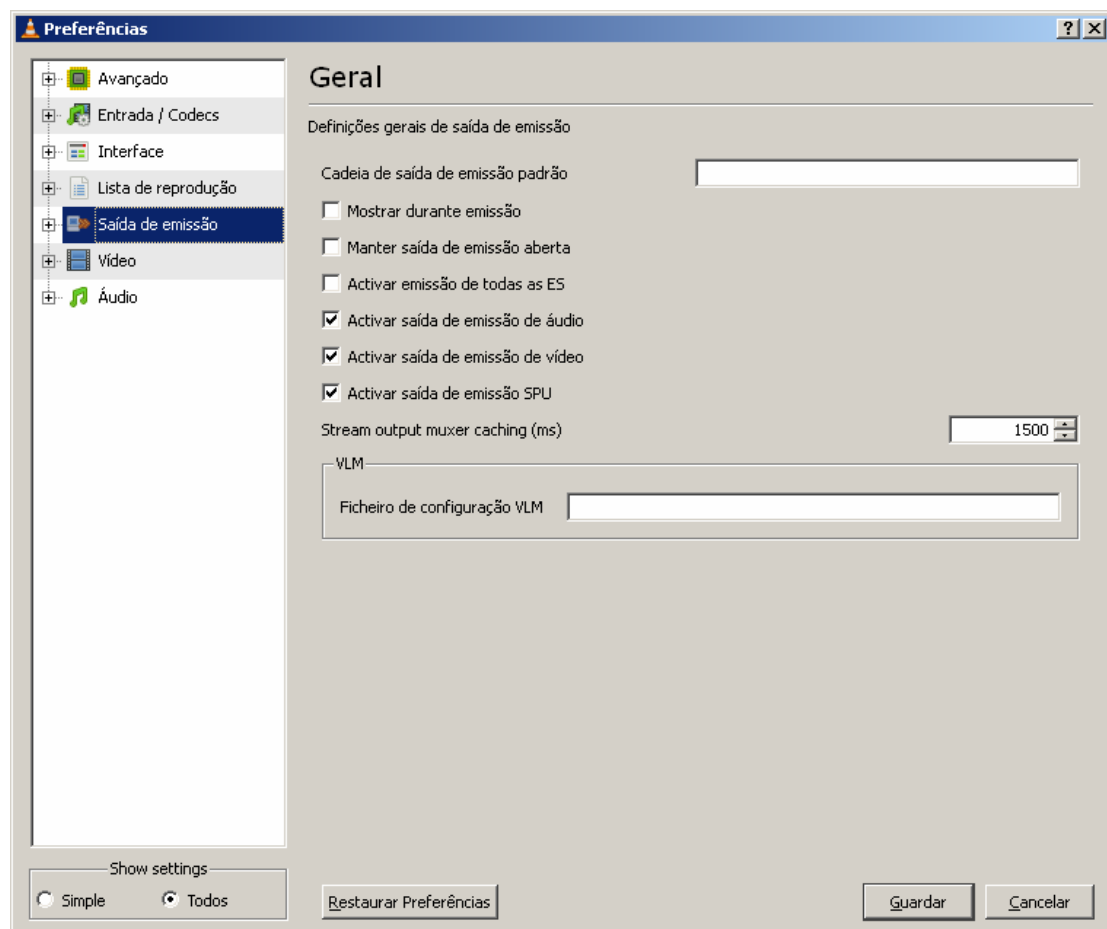 Preferências
Avançado
Entrada / Codecs
Interface
Lista de reprodução
Saída de emissão
Vídeo
Áudio
Show settings
Simple
Todos
Geral
Definições gerais de saída de emissão
Cadeia de saída de emissão padrão
Mostrar durante emissão
Manter saída de emissão aberta
Activar emissão de todas as ES
Activar saída de emissão de áudio
Activar saída de emissão de vídeo
Activar saída de emissão SPU
Stream output muxer caching (ms) 1500
VLM
Ficheiro de configuração VLM
Restaurar Preferências
Guardar
Cancelar